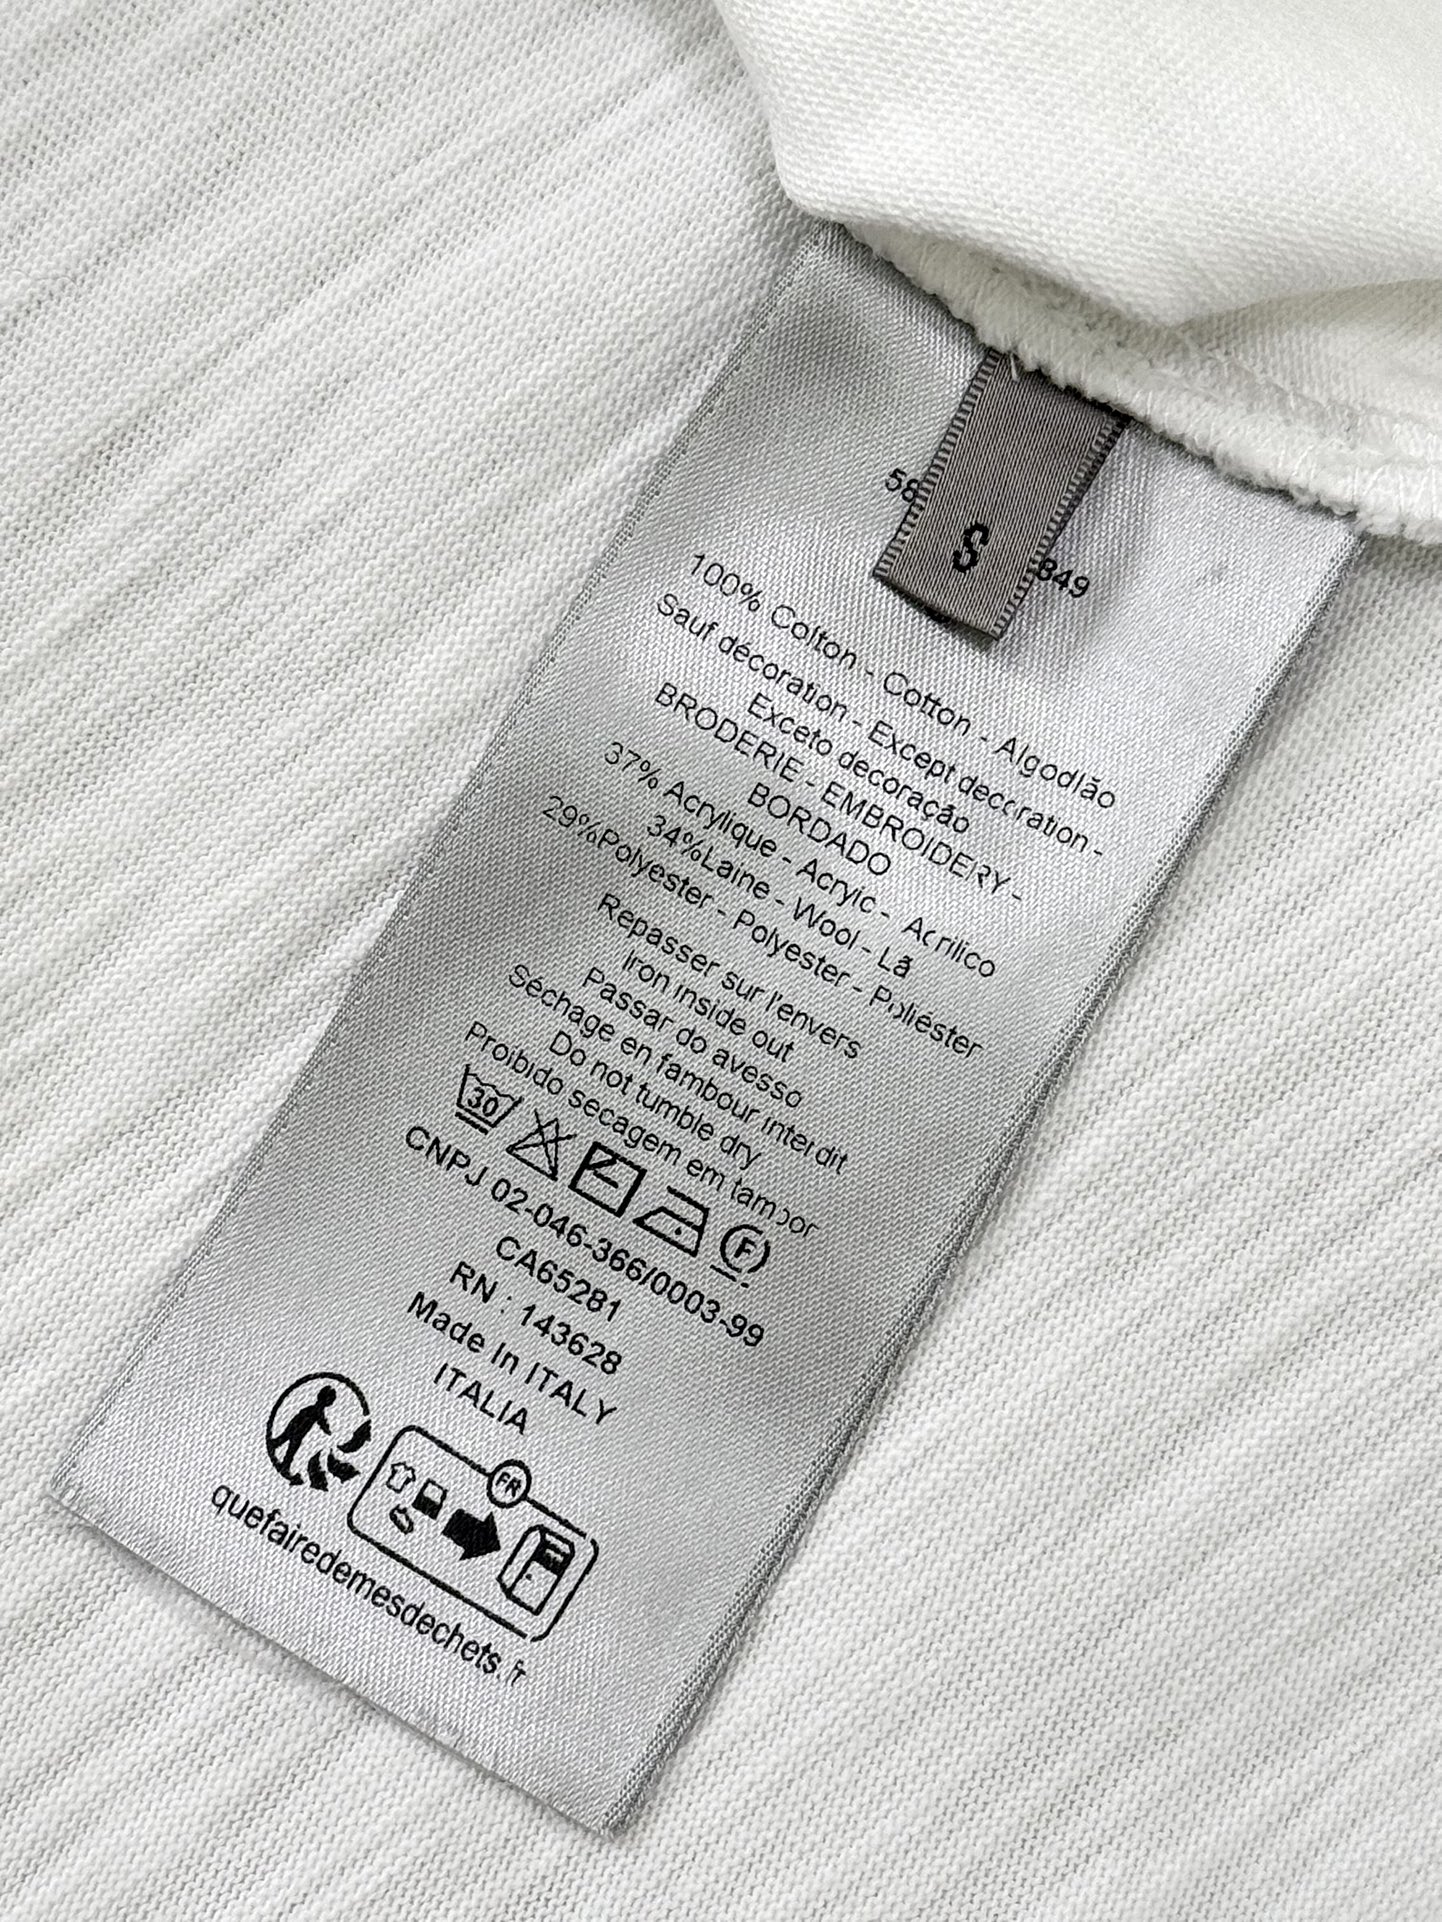 58
S
849
100% Colton - Cotton - Algodlão
Sauf décoration - Except decoration -
Exceto decoração
BRODERIE - EMBROIDERY -
BORDADO
37% Acrylique - Acrylic - Acrilico
34%Laine - Wool - Lã
29%Polyester - Polyester - Poliéster
Repasser sur l'envers
Iron inside out
Passar do avesso
Séchage en fambour interdit
Do not tumble dry
Proibido secagem em tambor
30
F
CNPJ 02-046-366/0003-99
CA65281
RN : 143628
Made In ITALY
ITALIA
FR
quefairedemesdechets.fr